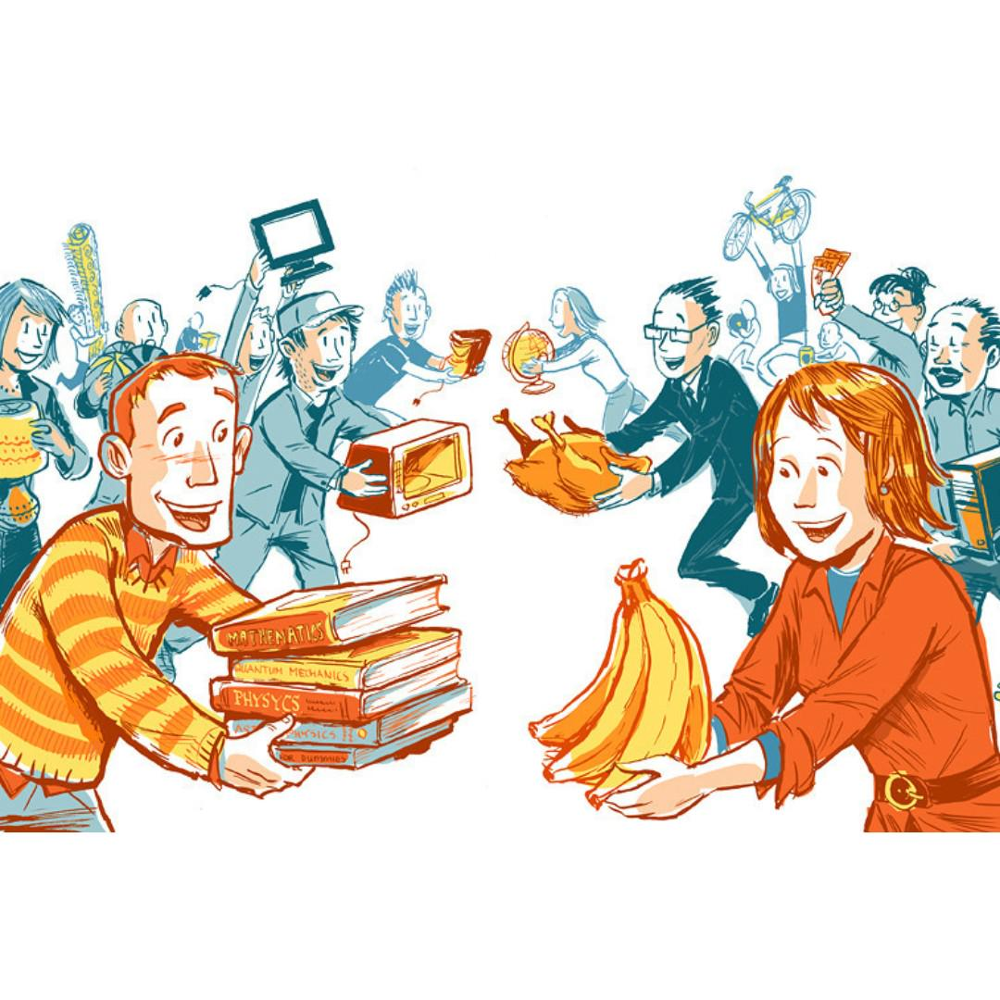 MATHEMATICS
QUANTUM MECHANICS
PHYSYCS
FOR DUMMIES